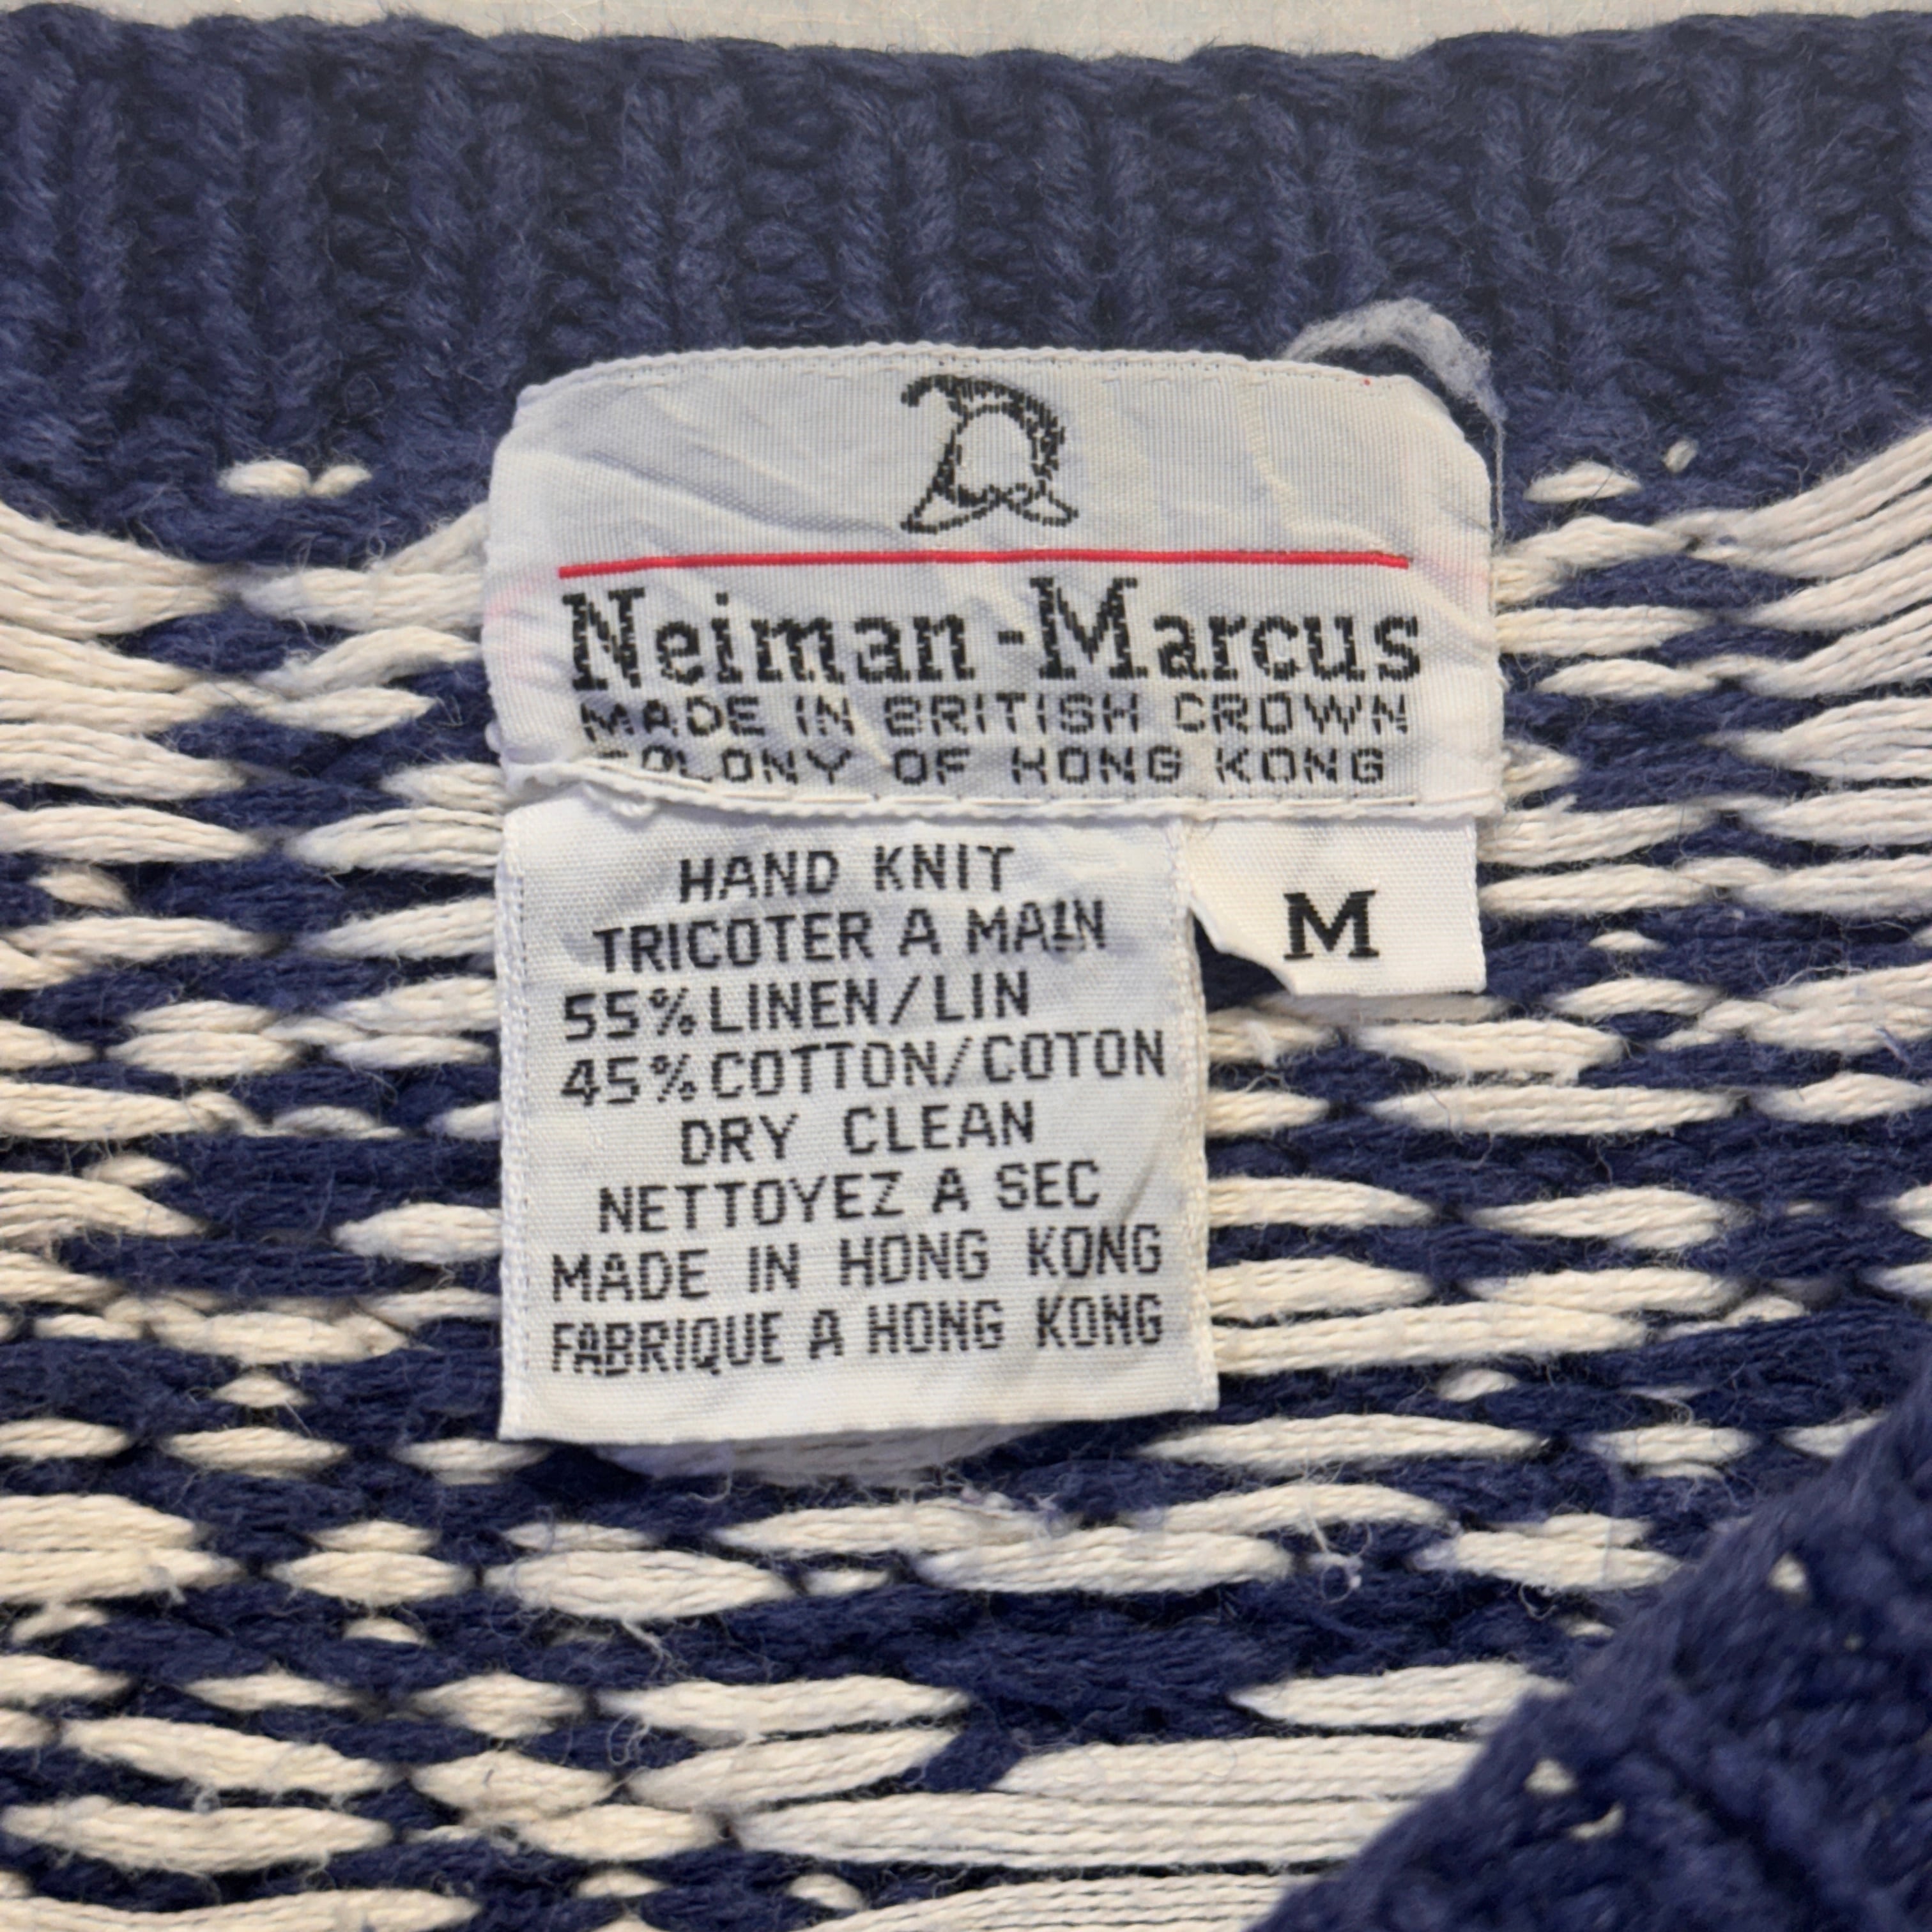 Neiman-Marcus
MADE IN BRITISH CROWN
COLONY OF HONG KONG
HAND KNIT
TRICOTER A MAIN
55% LINEN/LIN
45% COTTON/COTON
DRY CLEAN
NETTOYEZ A SEC
MADE IN HONG KONG
FABRIQUE A HONG KONG
M